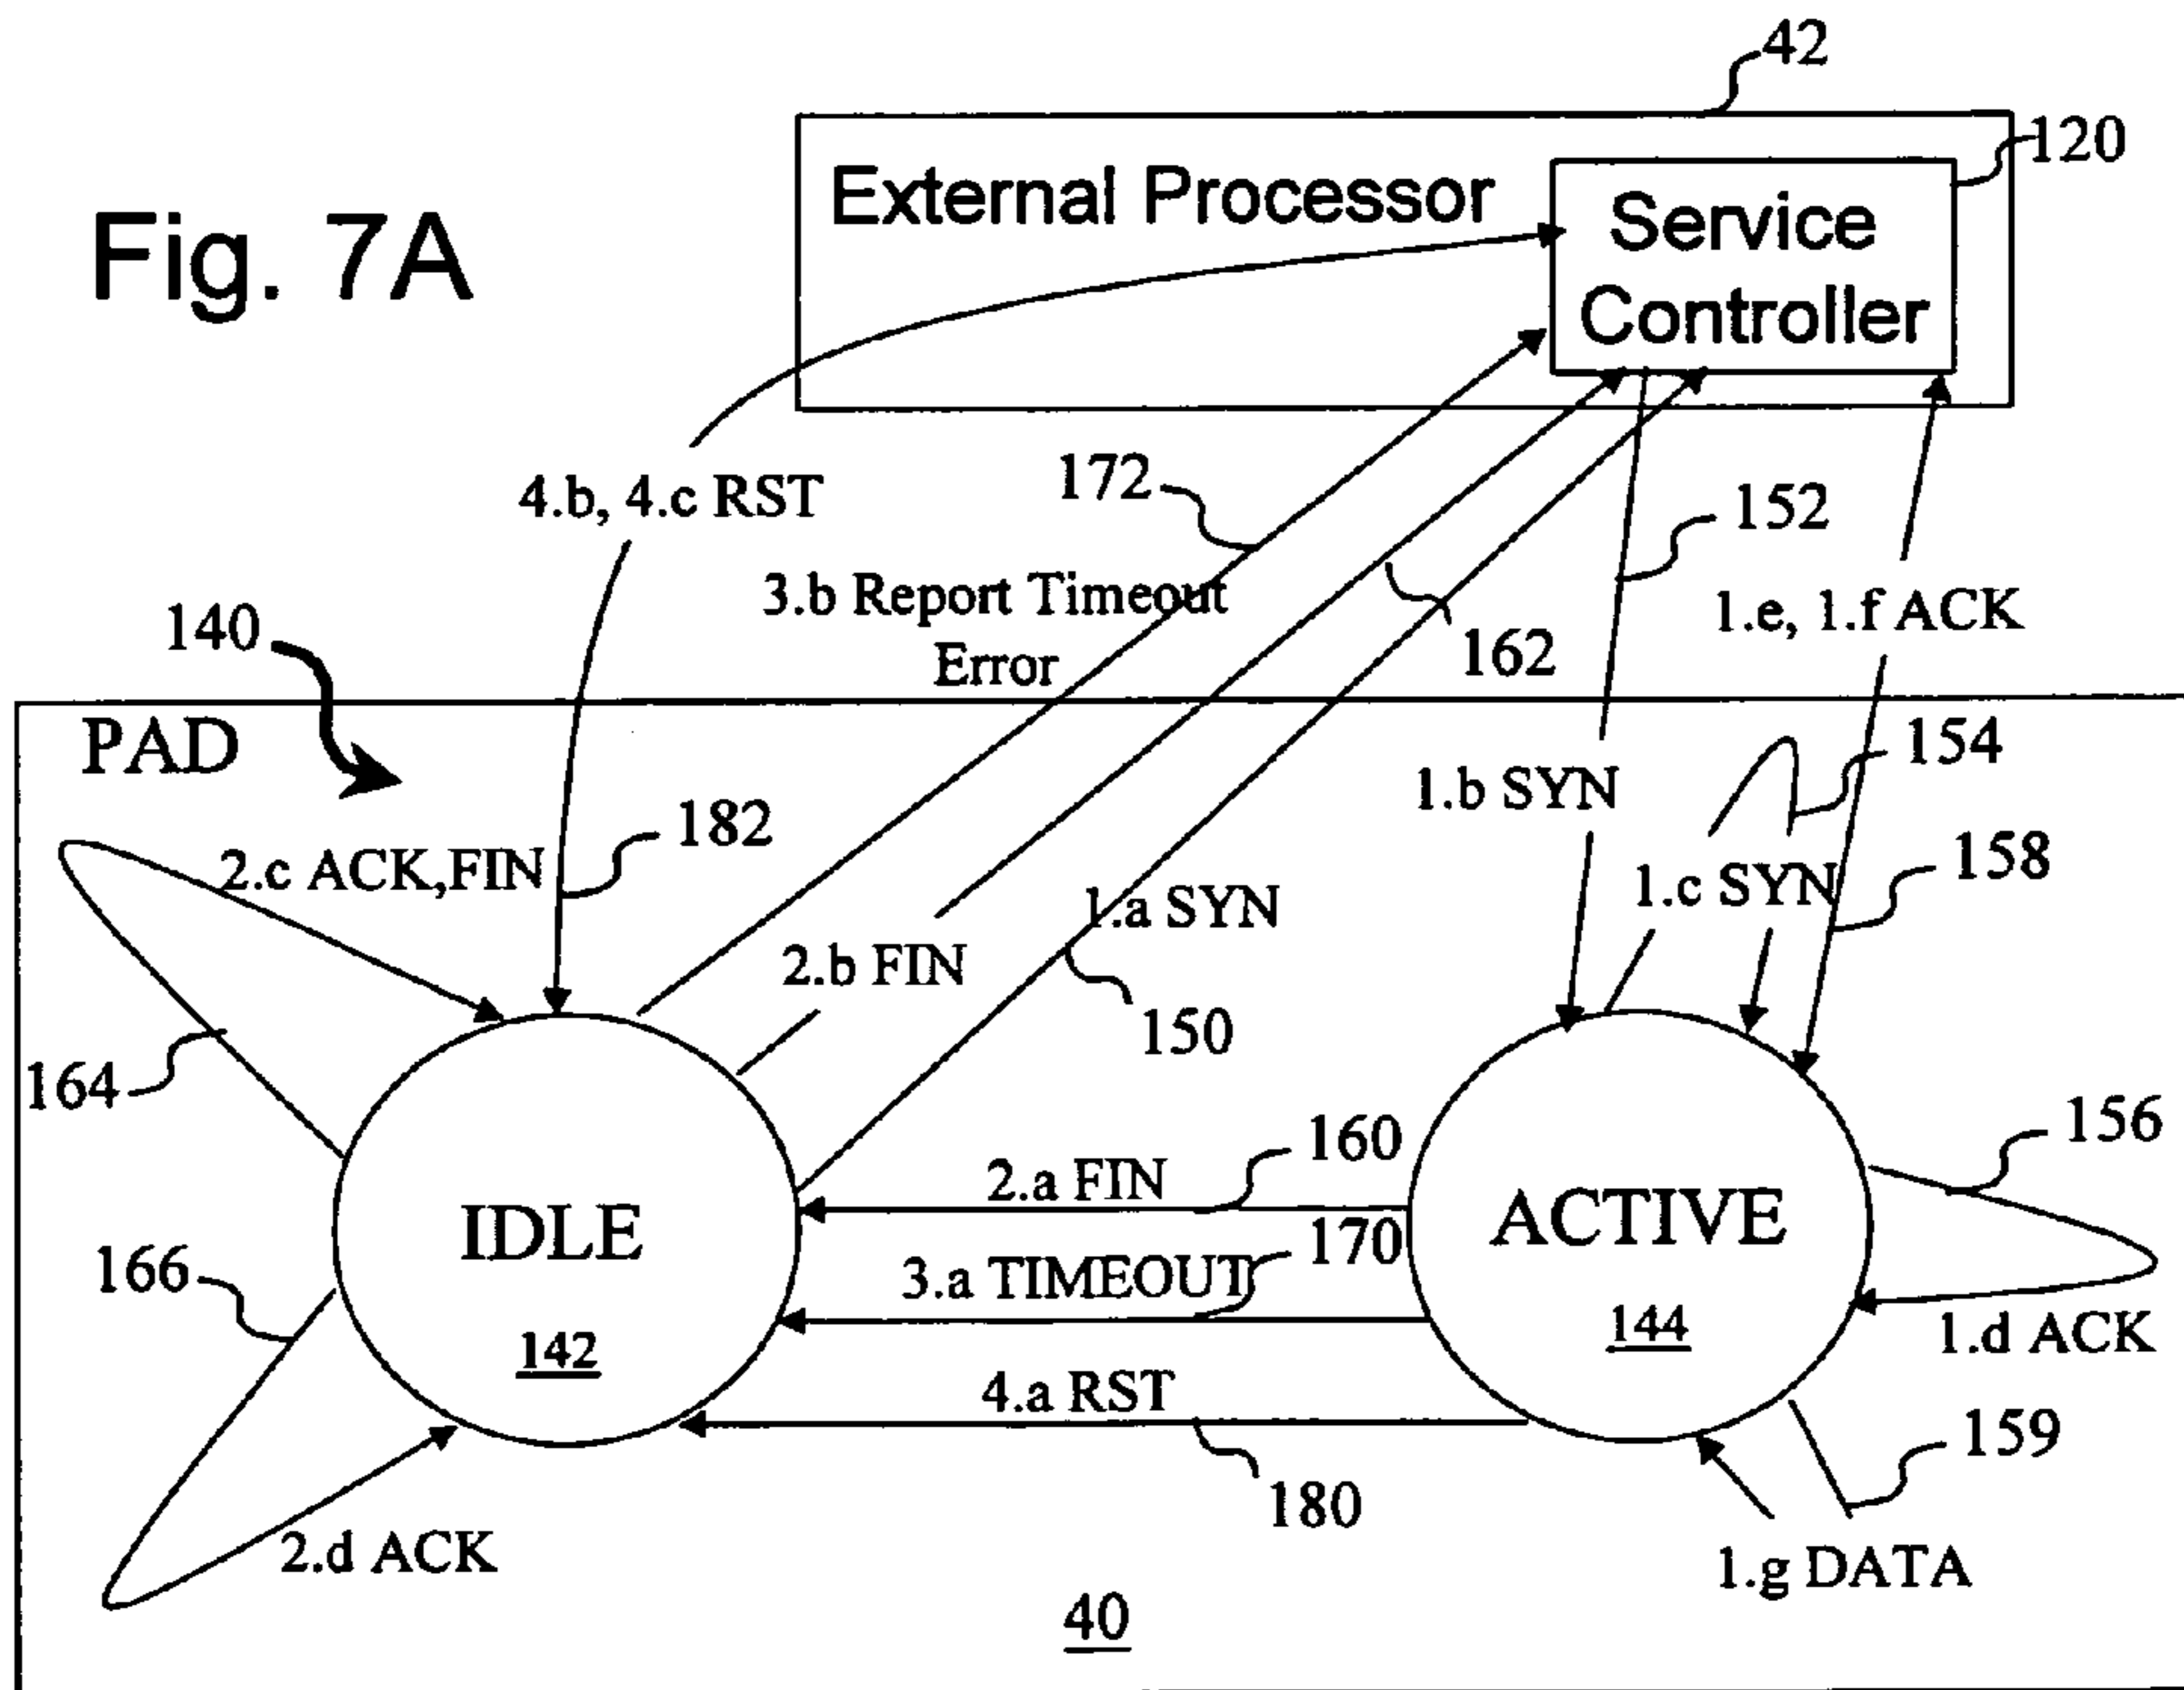 42
120
External Processor
Service
Controller
Fig. 7A
172
152
4.b, 4.c RST
3.b Report Timeout
Error
162
1.e, 1.f ACK
140
PAD
154
1.b SYN
182
158
2.c ACK,FIN
1.c SYN
1.a SYN
2.b FIN
150
164
156
160
2.a FIN
IDLE
ACTIVE
170
166
3.a TIMEOUT
142
144
1.d ACK
4.a RST
159
180
2.d ACK
1.g DATA
40